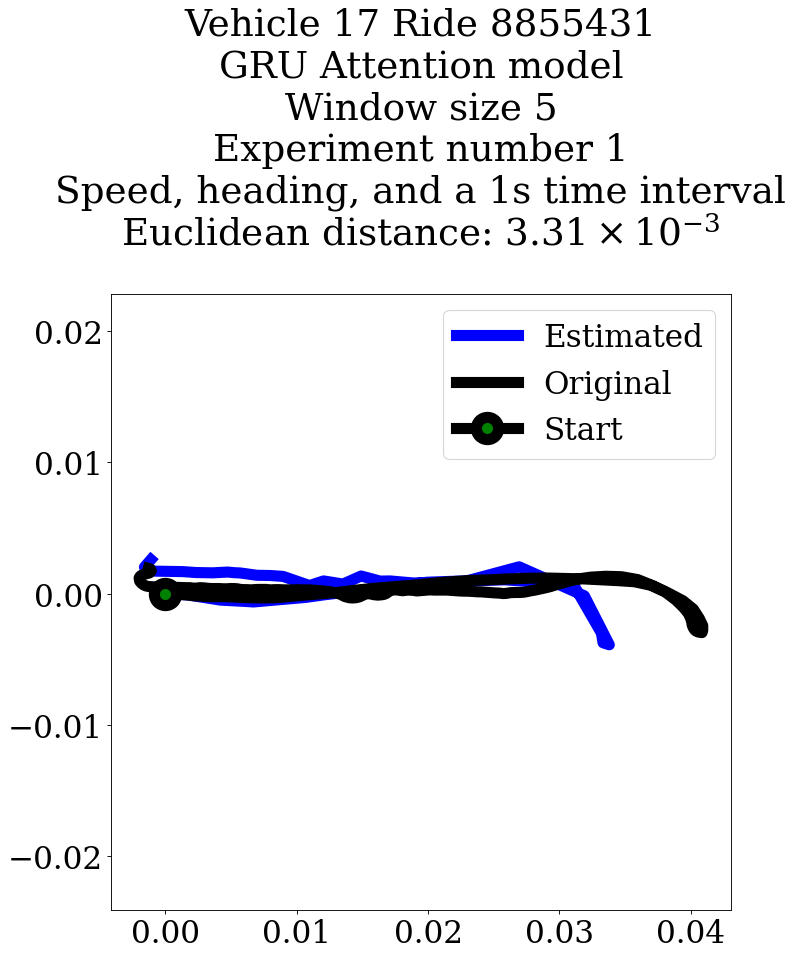 Vehicle 17 Ride 8855431
GRU Attention model
Window size 5
Experiment number 1
Speed, heading, and a 1s time interval
Euclidean distance: 3.31 × 10⁻³
Estimated
Original
Start
0.02
0.01
0.00
−0.01
−0.02
0.00 0.01 0.02 0.03 0.04